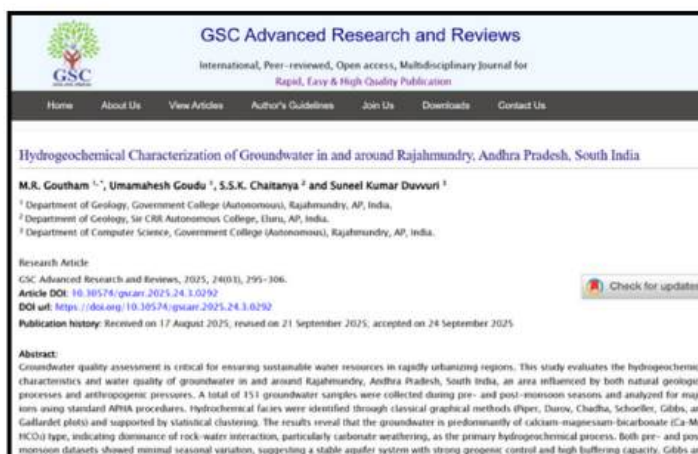 GSC Advanced Research and Reviews
International, Peer-reviewed, Open access, Multidisciplinary Journal for
Rapid, Easy & High Quality Publication
GSC
Home About Us View Articles Author's Guidelines Join Us Downloads Contact Us
Hydrogeochemical Characterization of Groundwater in and around Rajahmundry, Andhra Pradesh, South India
M.R. Goutham 1,*, Umamahesh Goudu 1, S.S.K. Chaitanya 2 and Suneel Kumar Duvvuri 3
1 Department of Geology, Government College (Autonomous), Rajahmundry, AP, India.
2 Department of Geology, Sir CRR Autonomous College, Eluru, AP, India.
3 Department of Computer Science, Government College (Autonomous), Rajahmundry, AP, India.
Research Article
GSC Advanced Research and Reviews, 2025, 24(03), 295-306.
Article DOI: 10.30574/gscarr.2025.24.3.0292
DOI url: https://doi.org/10.30574/gscarr.2025.24.3.0292
Check for updates
Publication history: Received on 17 August 2025; revised on 21 September 2025; accepted on 24 September 2025
Abstract:
Groundwater quality assessment is critical for ensuring sustainable water resources in rapidly urbanizing regions. This study evaluates the hydrogeochemic
characteristics and water quality of groundwater in and around Rajahmundry, Andhra Pradesh, South India, an area influenced by both natural geologic
processes and anthropogenic pressures. A total of 151 groundwater samples were collected during pre- and post-monsoon seasons and analyzed for maj
ions using standard APHA procedures. Hydrochemical facies were identified through classical graphical methods (Piper, Durov, Chadha, Schoeller, Gibbs, an
Gaillardet plots) and supported by statistical clustering. The results reveal that the groundwater is predominantly of calcium-magnesium-bicarbonate (Ca-M
HCO₃) type, indicating dominance of rock-water interaction, particularly carbonate weathering, as the primary hydrogeochemical process. Both pre- and pos
monsoon datasets showed minimal seasonal variation, suggesting a stable aquifer system with strong geogenic control and high buffering capacity. Gibbs an